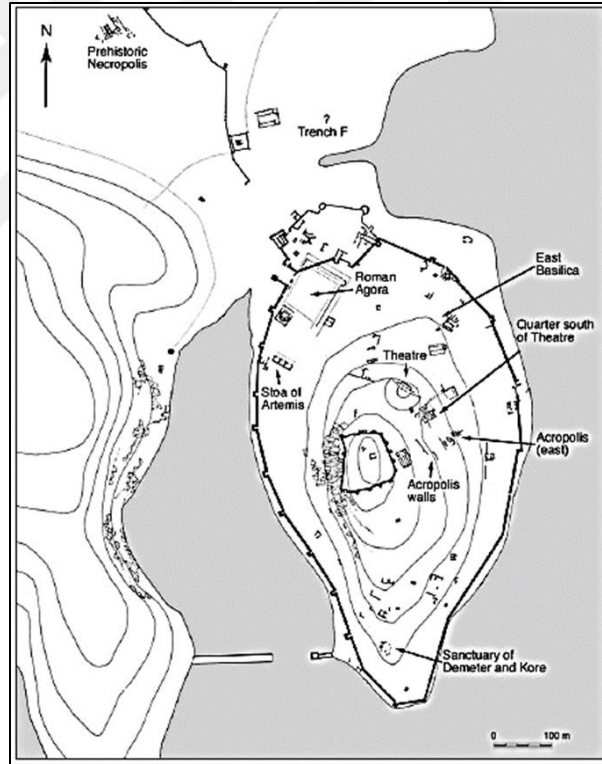 N
Prehistoric
Necropolis
?
Trench F
East
Basilica
Roman
Agora
Quarter south
of Theatre
Theatre
Stoa of
Artemis
Acropolis
(east)
Acropolis
walls
Sanctuary of
Demeter and Kore
0 100 m